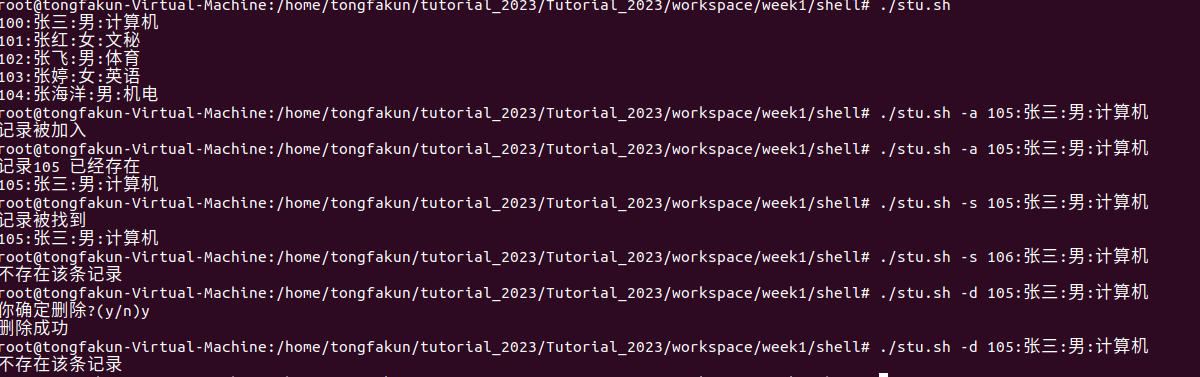 root@tongfakun-Virtual-Machine:/home/tongfakun/tutorial_2023/Tutorial_2023/workspace/week1/shell# ./stu.sh
100:张三:男:计算机
101:张红:女:文秘
102:张飞:男:体育
103:张婷:女:英语
104:张海洋:男:机电
root@tongfakun-Virtual-Machine:/home/tongfakun/tutorial_2023/Tutorial_2023/workspace/week1/shell# ./stu.sh -a 105:张三:男:计算机
记录被加入
root@tongfakun-Virtual-Machine:/home/tongfakun/tutorial_2023/Tutorial_2023/workspace/week1/shell# ./stu.sh -a 105:张三:男:计算机
记录105 已经存在
105:张三:男:计算机
root@tongfakun-Virtual-Machine:/home/tongfakun/tutorial_2023/Tutorial_2023/workspace/week1/shell# ./stu.sh -s 105:张三:男:计算机
记录被找到
105:张三:男:计算机
root@tongfakun-Virtual-Machine:/home/tongfakun/tutorial_2023/Tutorial_2023/workspace/week1/shell# ./stu.sh -s 106:张三:男:计算机
不存在该条记录
root@tongfakun-Virtual-Machine:/home/tongfakun/tutorial_2023/Tutorial_2023/workspace/week1/shell# ./stu.sh -d 105:张三:男:计算机
你确定删除?(y/n)y
删除成功
root@tongfakun-Virtual-Machine:/home/tongfakun/tutorial_2023/Tutorial_2023/workspace/week1/shell# ./stu.sh -d 105:张三:男:计算机
不存在该条记录
root@tongfakun-Virtual-Machine:/home/tongfakun/tutorial_2023/Tutorial_2023/workspace/week1/shell#